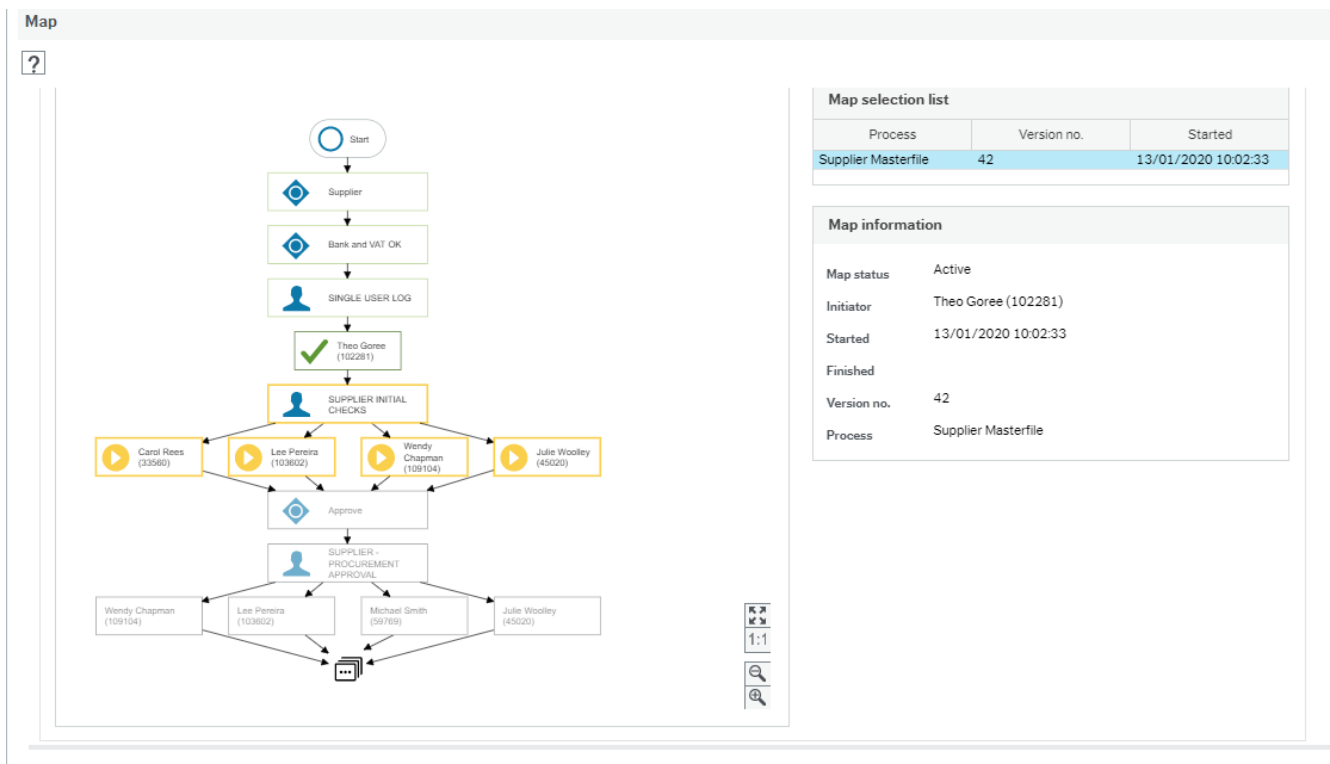 Map
?
Start
Supplier
Bank and VAT OK
SINGLE USER LOG
Theo Goree
(102281)
SUPPLIER INITIAL
CHECKS
Carol Rees
(33560)
Lee Pereira
(103602)
Wendy
Chapman
(109104)
Julie Woolley
(45020)
Approve
SUPPLIER -
PROCUREMENT
APPROVAL
Wendy Chapman
(109104)
Lee Pereira
(103602)
Michael Smith
(59769)
Julie Woolley
(45020)
1:1
Map selection list
Process Version no. Started
Supplier Masterfile 42 13/01/2020 10:02:33
Map information
Map status Active
Initiator Theo Goree (102281)
Started 13/01/2020 10:02:33
Finished
Version no. 42
Process Supplier Masterfile